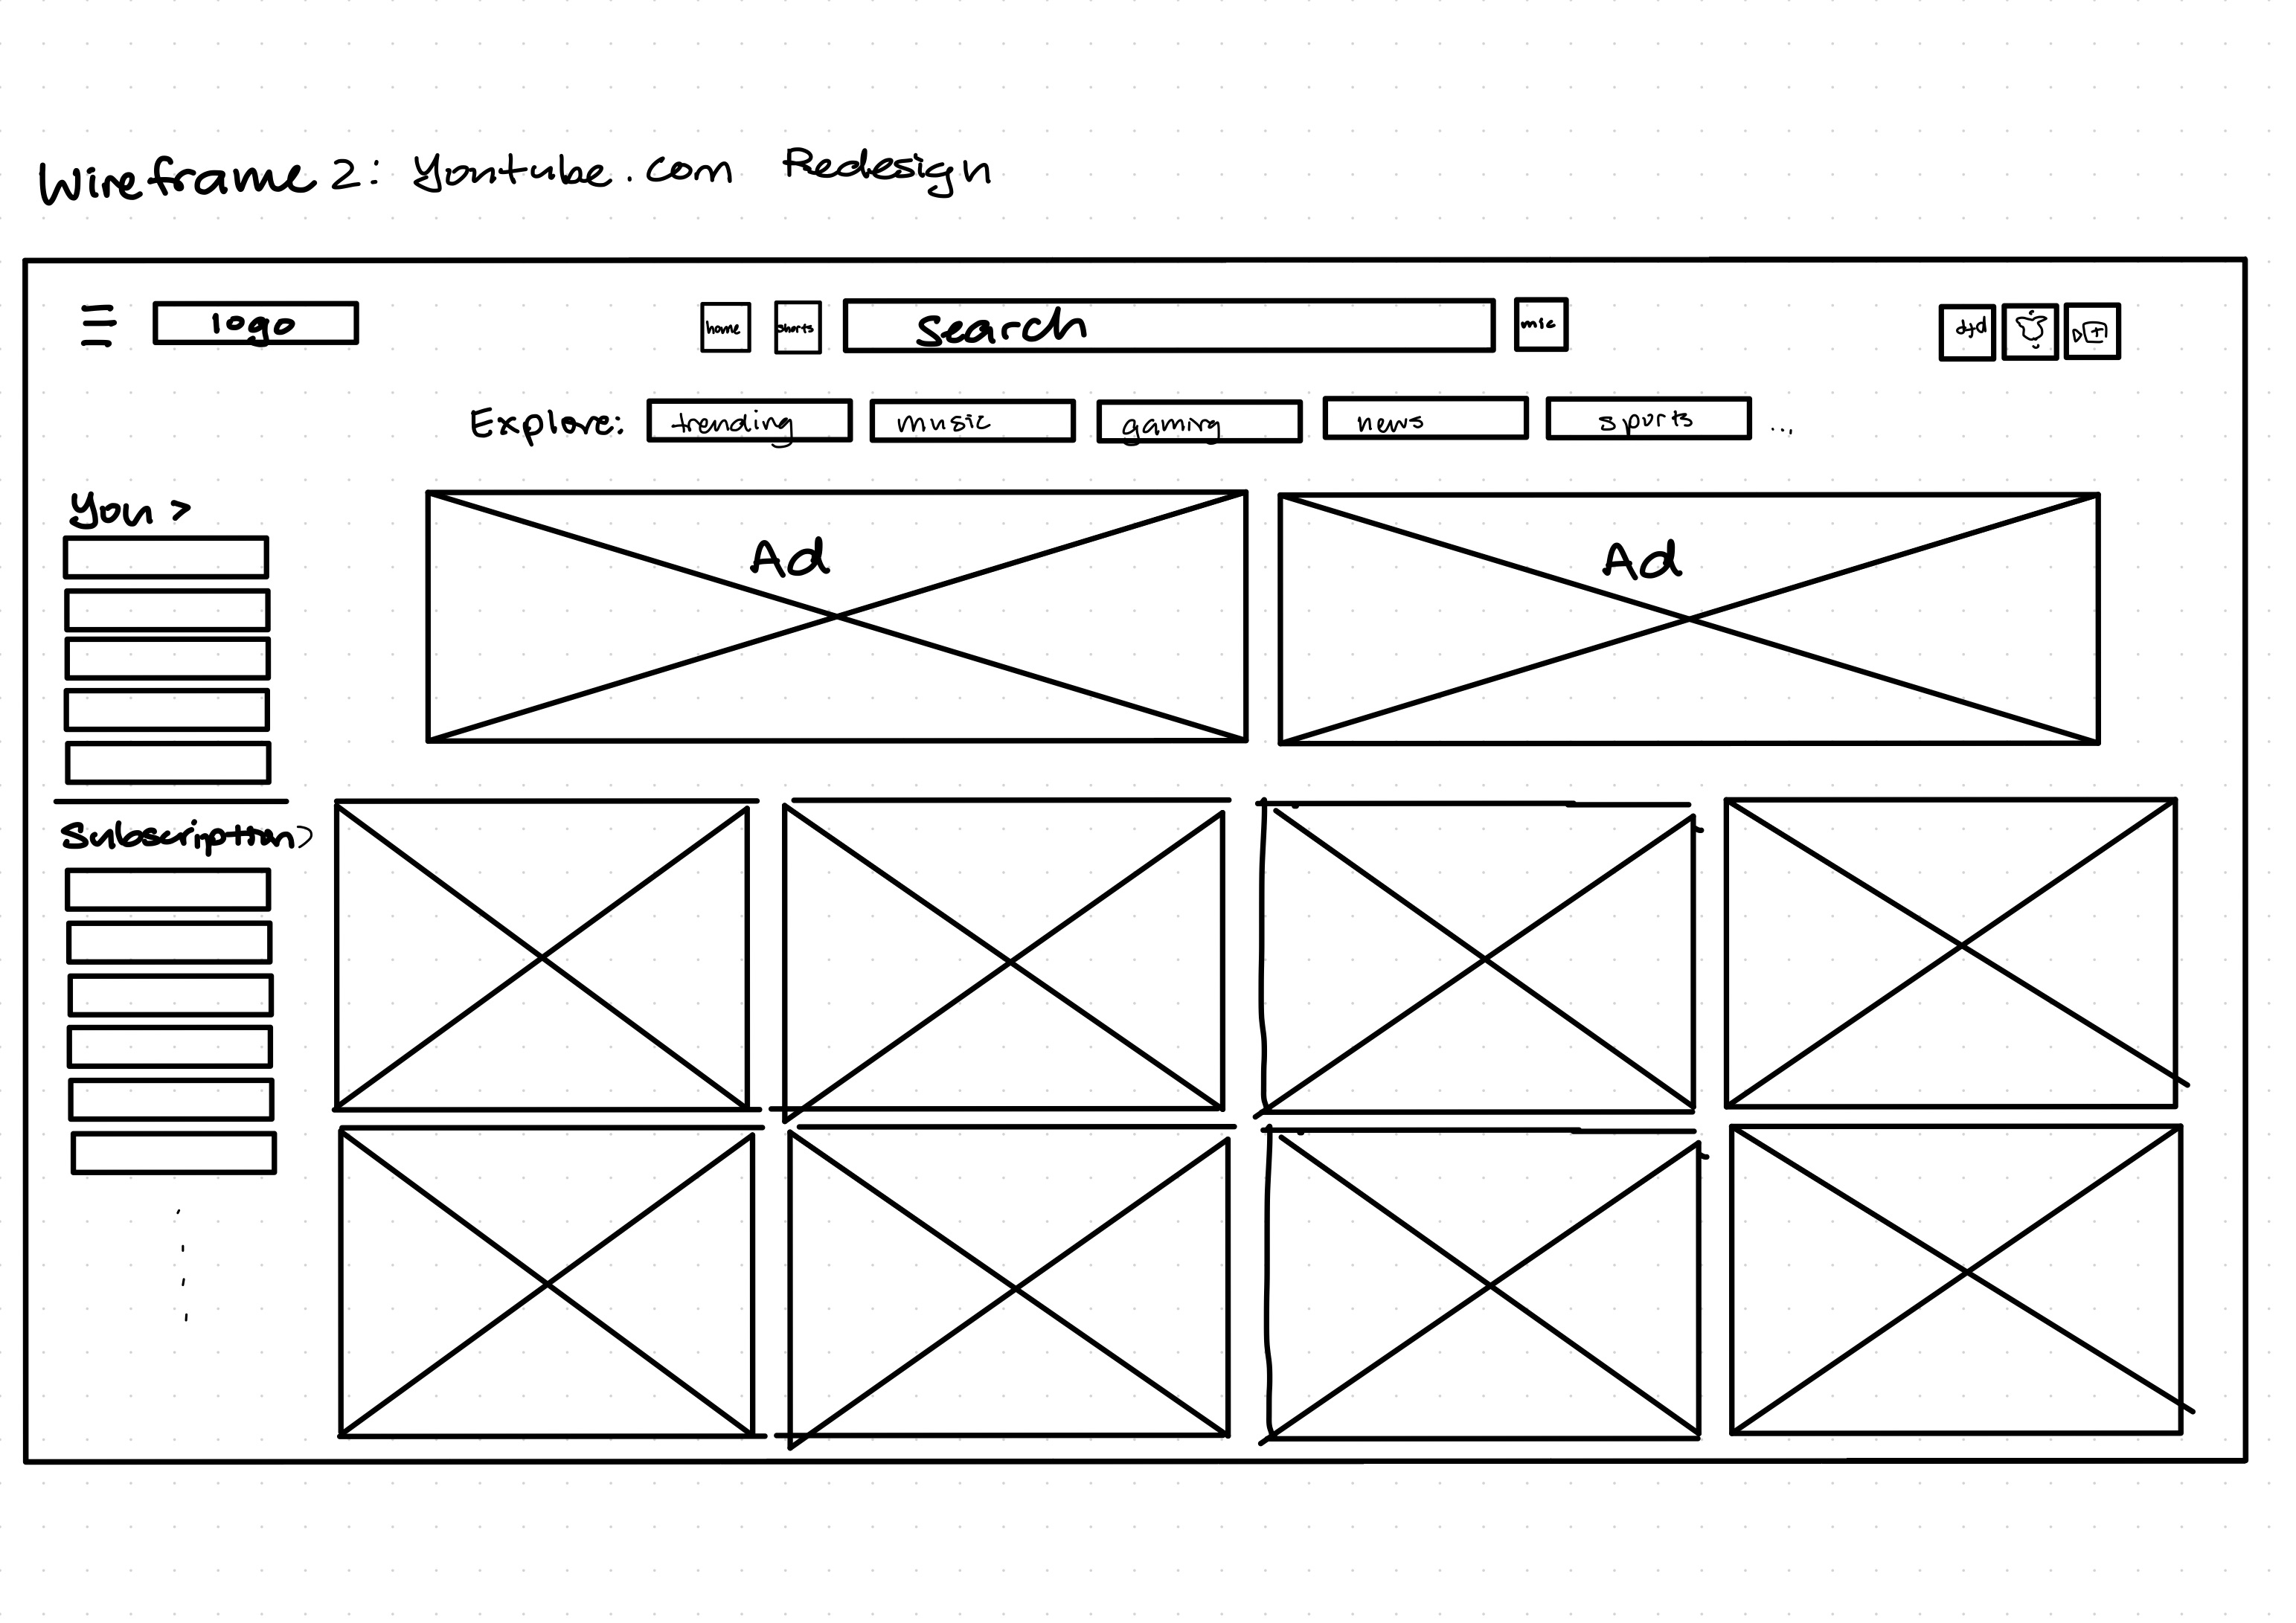 Wireframe 2: Youtube.com Redesign
logo home shorts search mic
Explore: trending music gaming news sports ...
You >
Ad Ad
Subscription >